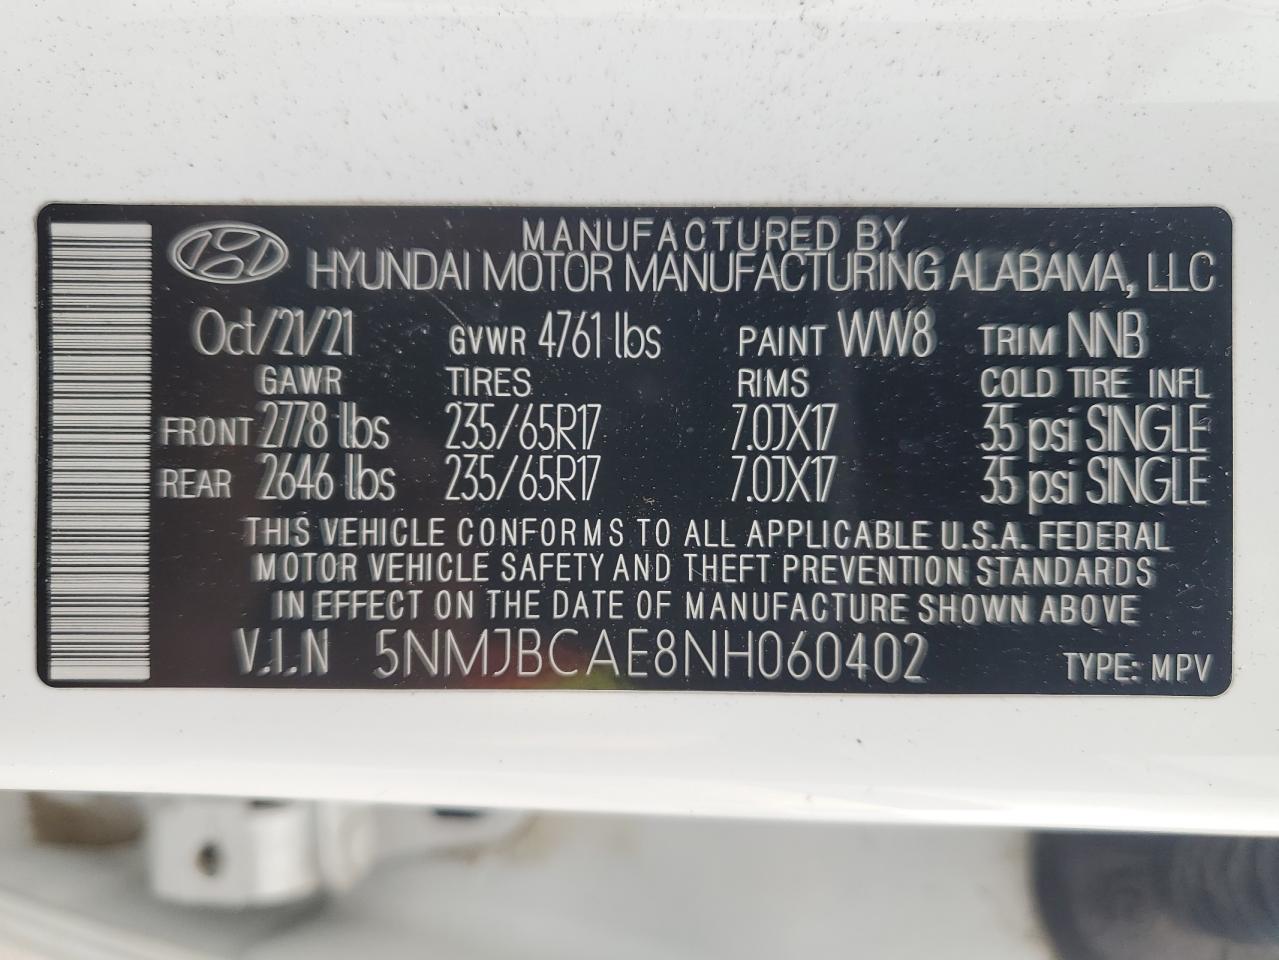 MANUFACTURED BY
HYUNDAI MOTOR MANUFACTURING ALABAMA, LLC
Oct/21/21 GVWR 4761 lbs PAINT WW8 TRIM NNB
GAWR TIRES RIMS COLD TIRE INFL
FRONT 2778 lbs 235/65R17 7.0JX17 35 psi SINGLE
REAR 2646 lbs 235/65R17 7.0JX17 35 psi SINGLE
THIS VEHICLE CONFORMS TO ALL APPLICABLE U.S.A. FEDERAL
MOTOR VEHICLE SAFETY AND THEFT PREVENTION STANDARDS
IN EFFECT ON THE DATE OF MANUFACTURE SHOWN ABOVE
V.I.N 5NMJBCAE8NH060402 TYPE: MPV